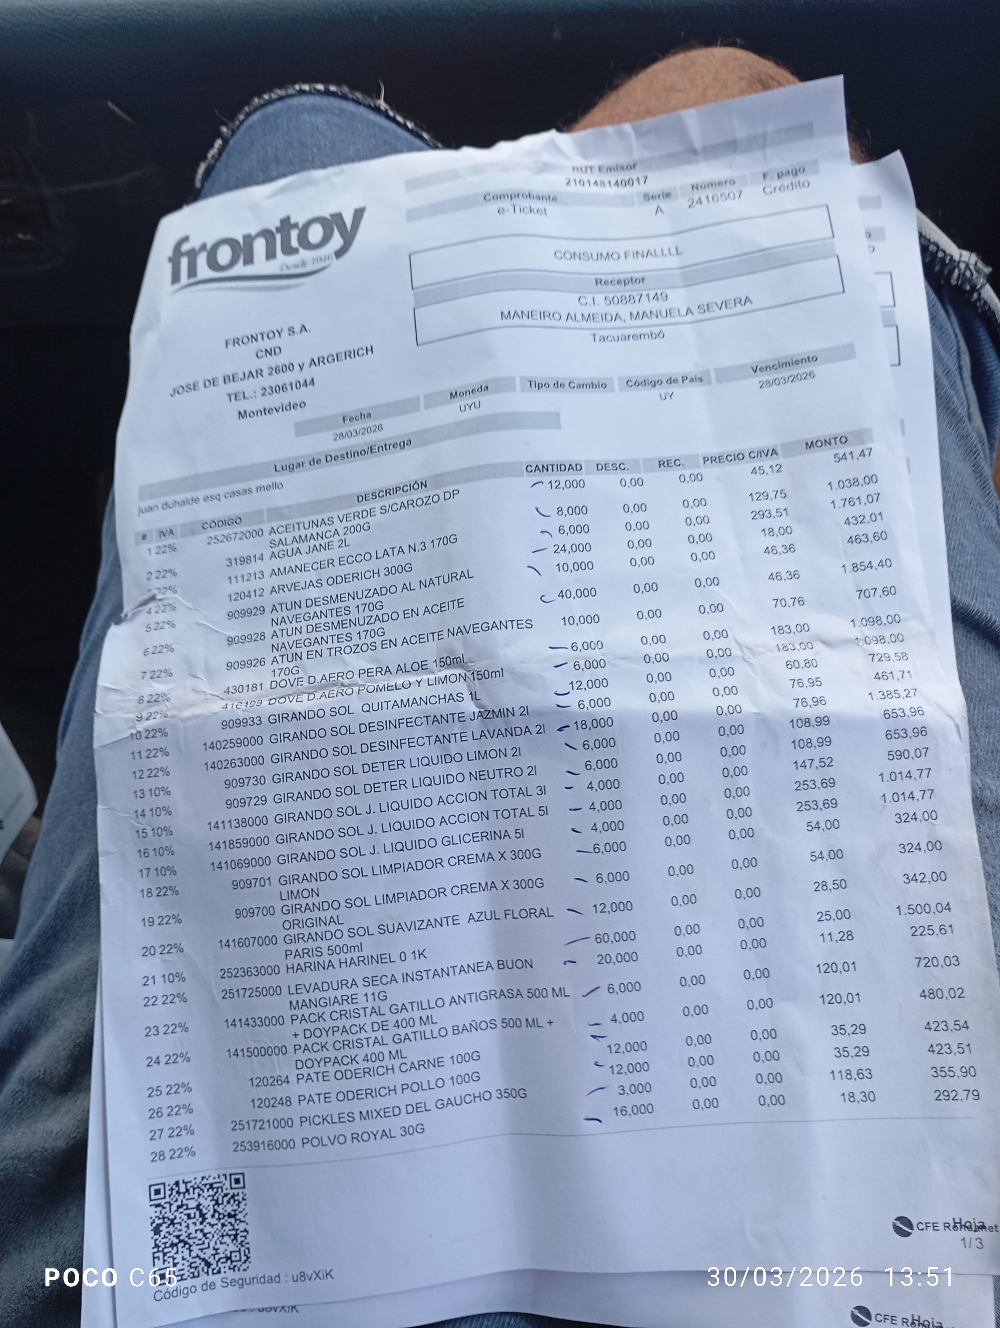 RUT Emisor
210148140017
Comprobante Serie Número F. pago
e-Ticket A 2416507 Crédito
frontoy
Desde 1946
CONSUMO FINALLLL
Receptor
C.I. 50887149
MANEIRO ALMEIDA, MANUELA SEVERA
Tacuarembó
FRONTOY S.A.
CND
JOSE DE BEJAR 2600 y ARGERICH
TEL.: 23061044
Montevideo
Fecha Moneda Tipo de Cambio Código de Pais Vencimiento
28/03/2026 UYU UY 28/03/2026
Lugar de Destino/Entrega
juan duhalde esq casas mello
# IVA CÓDIGO DESCRIPCIÓN CANTIDAD DESC. REC. PRECIO C/IVA MONTO
1 22% 252672000 ACEITUNAS VERDE S/CAROZO DP 12,000 0,00 0,00 45,12 541,47
SALAMANCA 200G
2 22% 319814 AGUA JANE 2L 8,000 0,00 0,00 129,75 1.038,00
22% 111213 AMANECER ECCO LATA N.3 170G 6,000 0,00 0,00 293,51 1.761,07
4 22% 120412 ARVEJAS ODERICH 300G 24,000 0,00 0,00 18,00 432,01
5 22% 909929 ATUN DESMENUZADO AL NATURAL 10,000 0,00 0,00 46,36 463,60
NAVEGANTES 170G
6 22% 909928 ATUN DESMENUZADO EN ACEITE 40,000 0,00 0,00 46,36 1.854,40
NAVEGANTES 170G
7 22% 909926 ATUN EN TROZOS EN ACEITE NAVEGANTES 10,000 0,00 0,00 70,76 707,60
170G
8 22% 430181 DOVE D.AERO PERA ALOE 150ml 6,000 0,00 0,00 183,00 1.098,00
9 22% 416199 DOVE D.AERO POMELO Y LIMON 150ml 6,000 0,00 0,00 183,00 1.098,00
10 22% 909933 GIRANDO SOL QUITAMANCHAS 1L 12,000 0,00 0,00 60,80 729,58
11 22% 140259000 GIRANDO SOL DESINFECTANTE JAZMIN 2l 6,000 0,00 0,00 76,95 461,71
12 22% 140263000 GIRANDO SOL DESINFECTANTE LAVANDA 2l 18,000 0,00 0,00 76,96 1.385,27
13 10% 909730 GIRANDO SOL DETER LIQUIDO LIMON 2l 6,000 0,00 0,00 108,99 653,96
14 10% 909729 GIRANDO SOL DETER LIQUIDO NEUTRO 2l 6,000 0,00 0,00 108,99 653,96
15 10% 141138000 GIRANDO SOL J. LIQUIDO ACCION TOTAL 3l 4,000 0,00 0,00 147,52 590,07
16 10% 141859000 GIRANDO SOL J. LIQUIDO ACCION TOTAL 5l 4,000 0,00 0,00 253,69 1.014,77
17 10% 141069000 GIRANDO SOL J. LIQUIDO GLICERINA 5l 4,000 0,00 0,00 253,69 1.014,77
18 22% 909701 GIRANDO SOL LIMPIADOR CREMA X 300G 6,000 0,00 0,00 54,00 324,00
LIMON
19 22% 909700 GIRANDO SOL LIMPIADOR CREMA X 300G 6,000 0,00 0,00 54,00 324,00
ORIGINAL
20 22% 141607000 GIRANDO SOL SUAVIZANTE AZUL FLORAL 12,000 0,00 0,00 28,50 342,00
PARIS 500ml
21 10% 252363000 HARINA HARINEL 0 1K 60,000 0,00 0,00 25,00 1.500,04
22 22% 251725000 LEVADURA SECA INSTANTANEA BUON 20,000 0,00 0,00 11,28 225,61
MANGIARE 11G
23 22% 141433000 PACK CRISTAL GATILLO ANTIGRASA 500 ML 6,000 0,00 0,00 120,01 720,03
+ DOYPACK DE 400 ML
24 22% 141500000 PACK CRISTAL GATILLO BAÑOS 500 ML + 4,000 0,00 0,00 120,01 480,02
DOYPACK 400 ML
25 22% 120264 PATE ODERICH CARNE 100G 12,000 0,00 0,00 35,29 423,54
26 22% 120248 PATE ODERICH POLLO 100G 12,000 0,00 0,00 35,29 423,51
27 22% 251721000 PICKLES MIXED DEL GAUCHO 350G 3,000 0,00 0,00 118,63 355,90
28 22% 253916000 POLVO ROYAL 30G 16,000 0,00 0,00 18,30 292,79
CFE Hoja
1/3
Código de Seguridad : u8vXiK
POCO C65
30/03/2026 13:51
u8vXiK
CFE Hoja